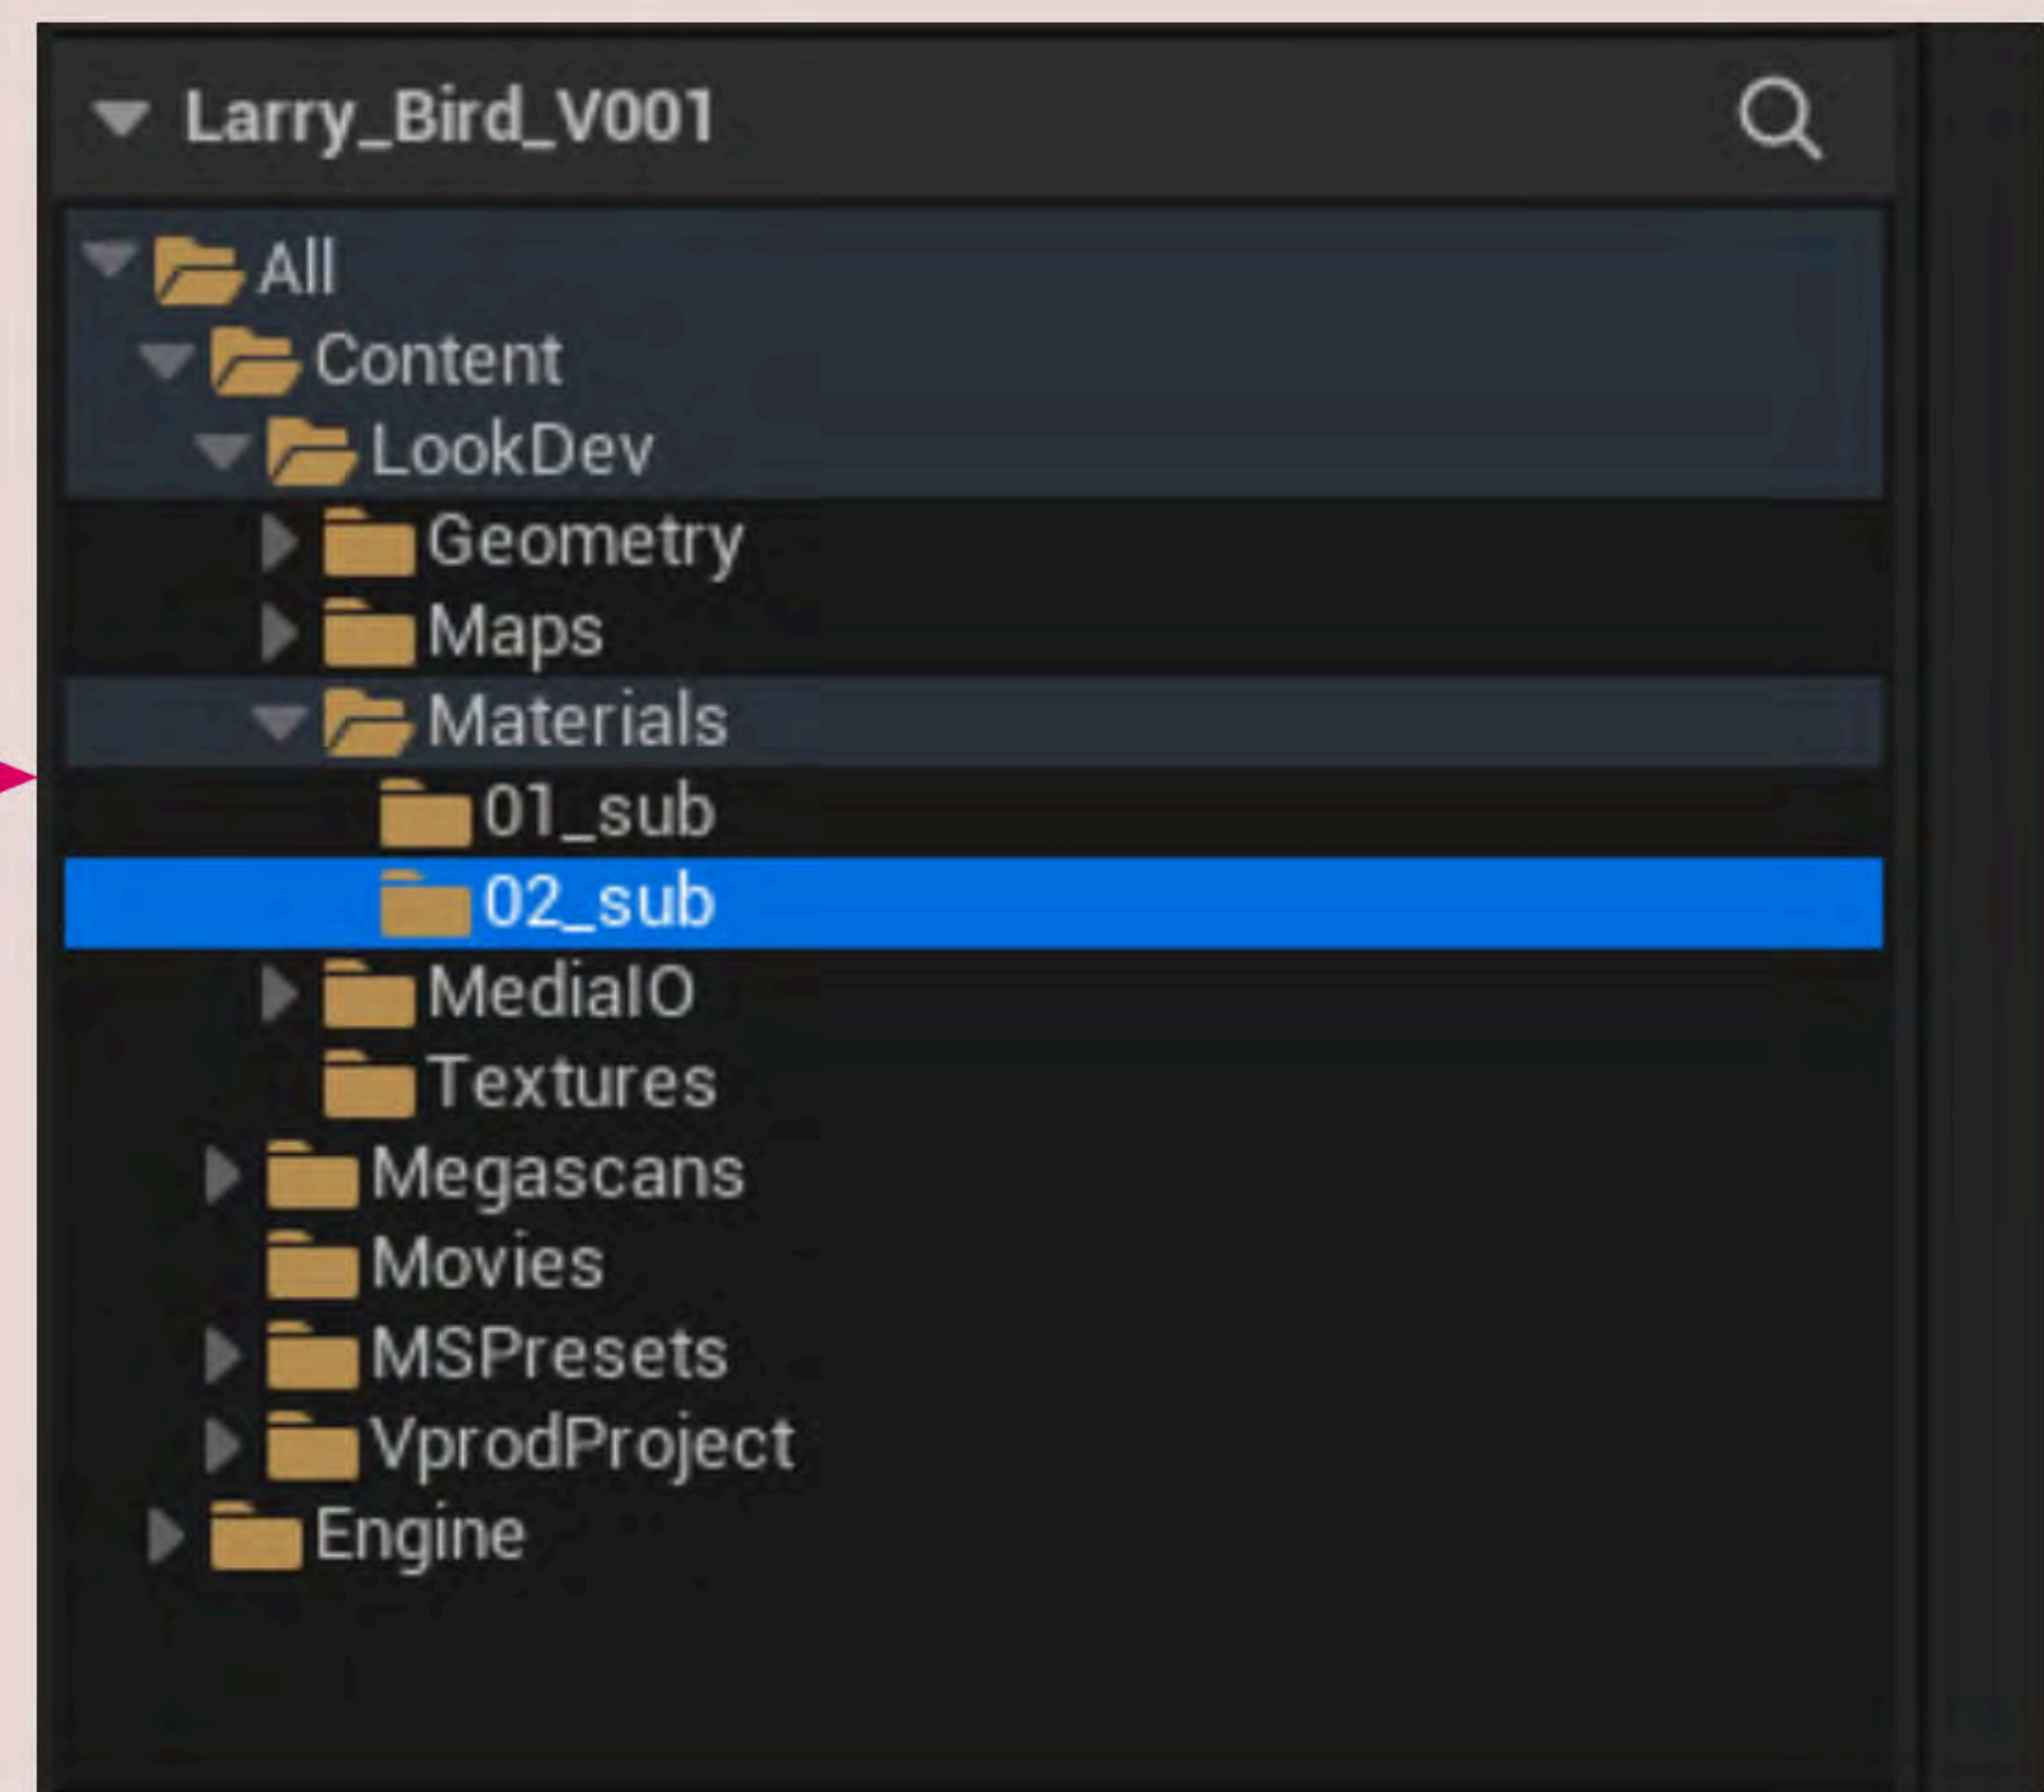 Larry_Bird_V001
All
Content
LookDev
Geometry
Maps
Materials
01_sub
02_sub
MediaIO
Textures
Megascans
Movies
MSPresets
VprodProject
Engine